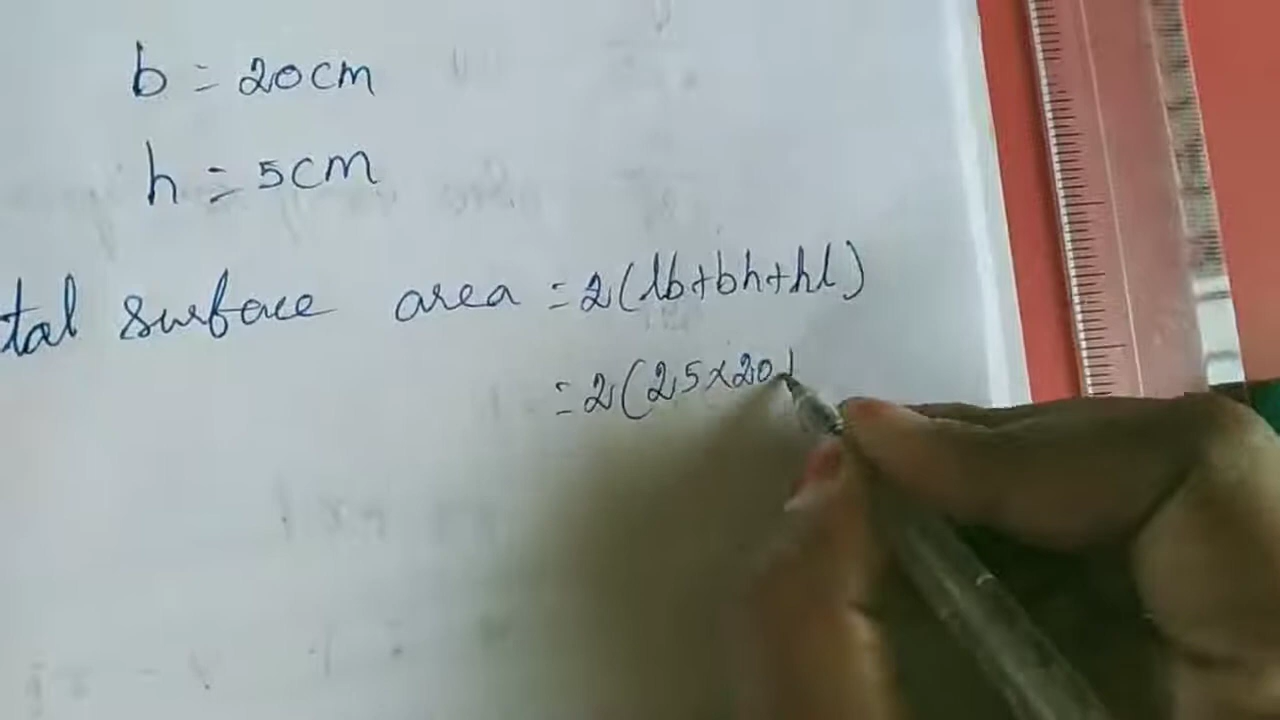 b = 20cm
h = 5cm
tal surface area = 2(lb+bh+hl)
= 2(25×20+